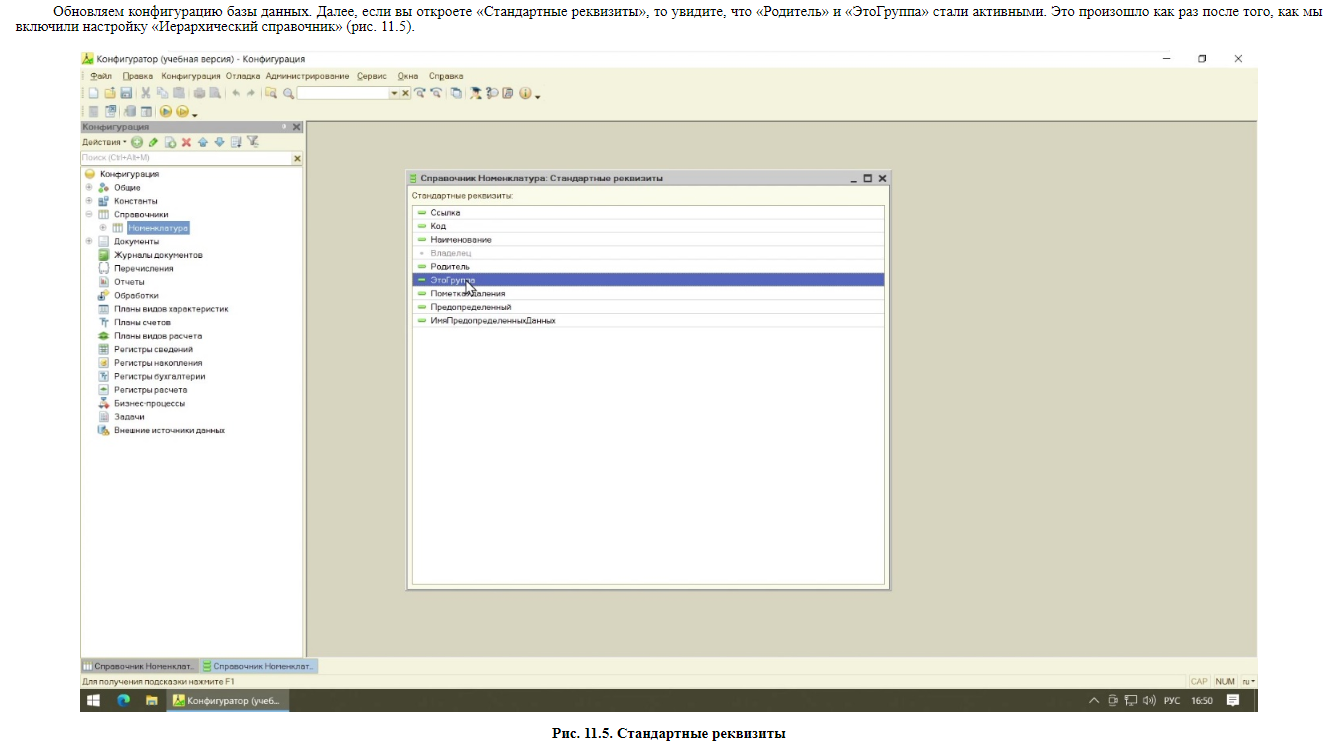 Обновляем конфигурацию базы данных. Далее, если вы откроете «Стандартные реквизиты», то увидите, что «Родитель» и «ЭтоГруппа» стали активными. Это произошло как раз после того, как мы
включили настройку «Иерархический справочник» (рис. 11.5).
Конфигуратор (учебная версия) - Конфигурация
Файл Правка Конфигурация Отладка Администрирование Сервис Окна Справка
Конфигурация
Действия
Поиск (Ctrl+Alt+M)
Конфигурация
Общие
Константы
Справочники
Номенклатура
Документы
Журналы документов
Перечисления
Отчеты
Обработки
Планы видов характеристик
Планы счетов
Планы видов расчета
Регистры сведений
Регистры накопления
Регистры бухгалтерии
Регистры расчета
Бизнес-процессы
Задачи
Внешние источники данных
Справочник Номенклатура: Стандартные реквизиты
Стандартные реквизиты:
Ссылка
Код
Наименование
Владелец
Родитель
ЭтоГруппа
Предопределенный
ИмяПредопределенныхДанных
Справочник Номенклат... Справочник Номенклат...
Для получения подсказки нажмите F1
CAP NUM ru
Конфигуратор (учеб...
РУС 16:50
Рис. 11.5. Стандартные реквизиты